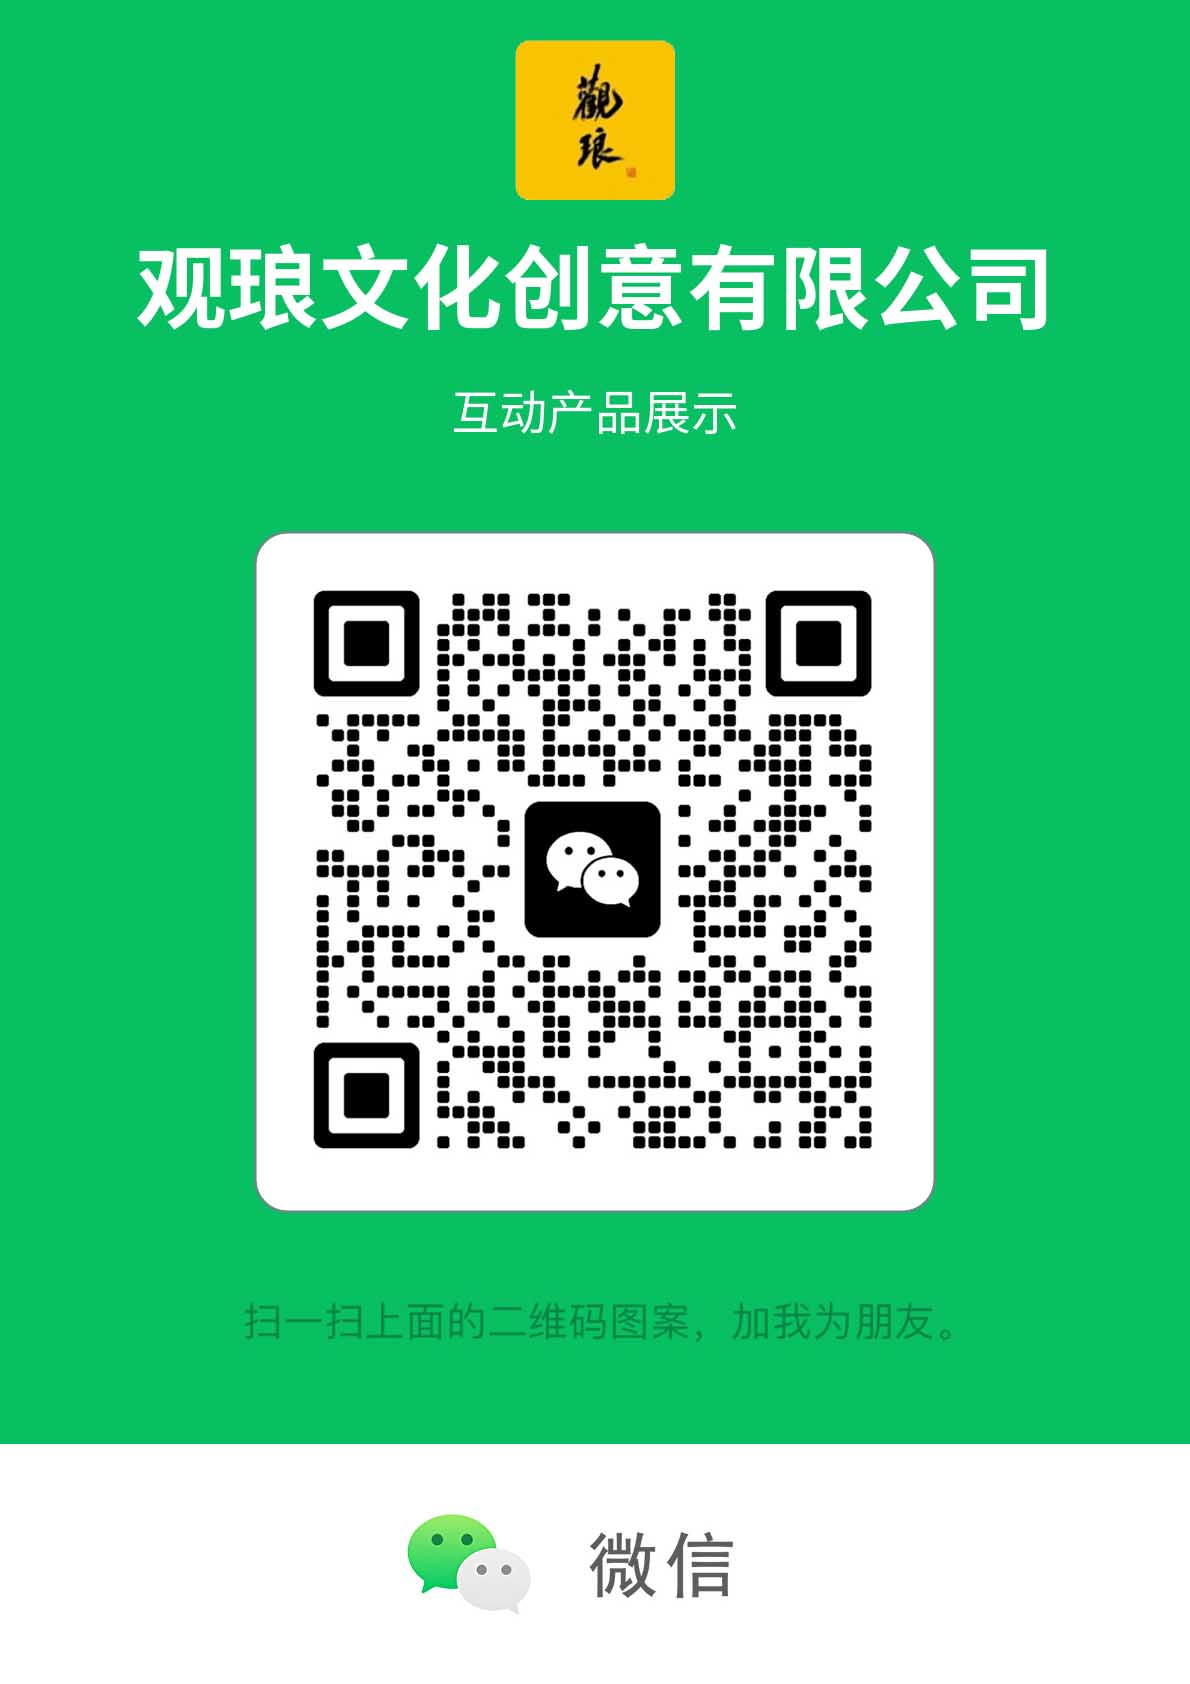 觀
琅
观琅文化创意有限公司
互动产品展示
扫一扫上面的二维码图案，加我为朋友。
微信